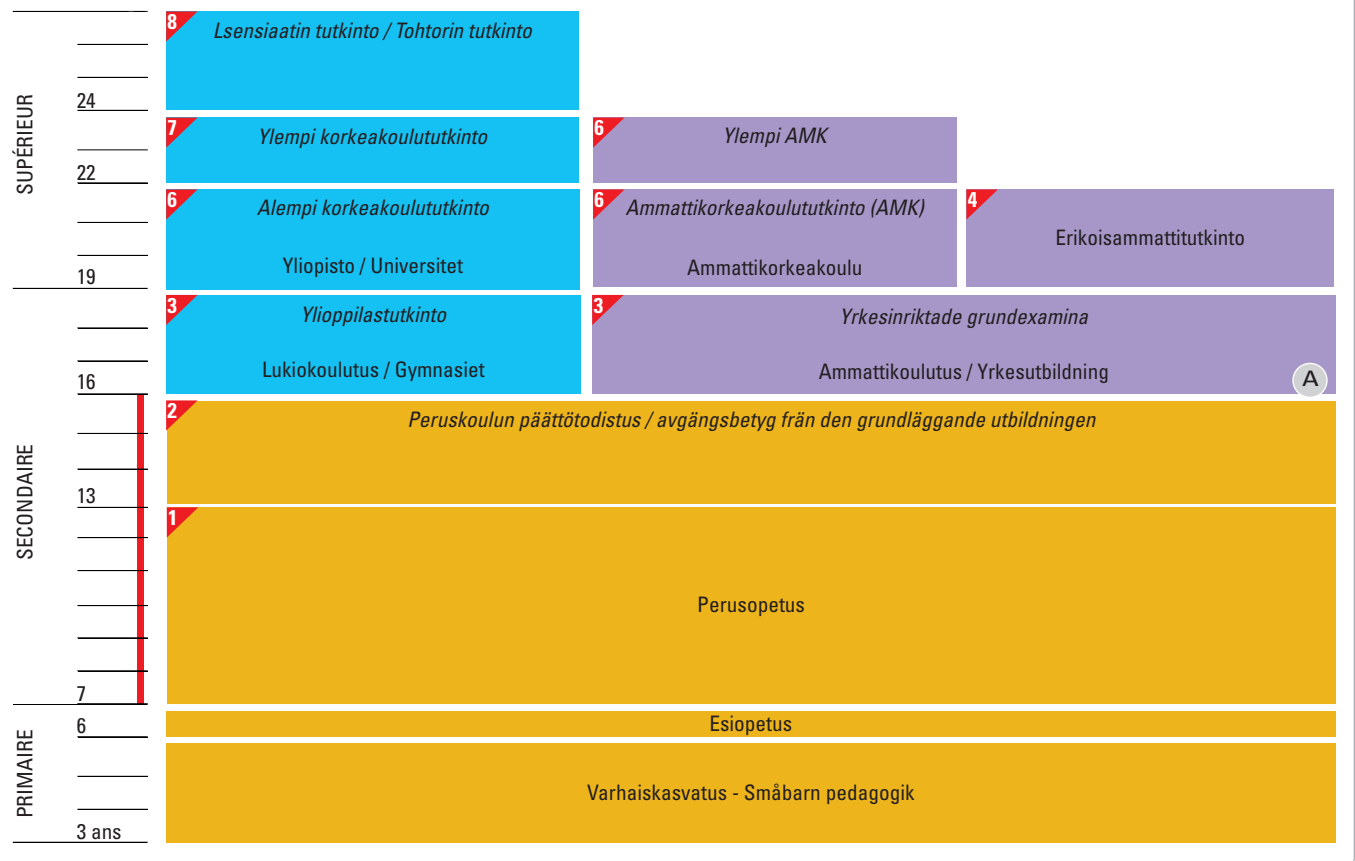 SUPÉRIEUR
8
Lsensiaatin tutkinto / Tohtorin tutkinto
24
7
Ylempi korkeakoulututkinto
6
Ylempi AMK
22
6
Alempi korkeakoulututkinto
Yliopisto / Universitet
6
Ammattikorkeakoulututkinto (AMK)
Ammattikorkeakoulu
4
Erikoisammattitutkinto
19
SECONDAIRE
3
Ylioppilastutkinto
Lukiokoulutus / Gymnasiet
3
Yrkesinriktade grundexamina
Ammattikoulutus / Yrkesutbildning
A
16
2
Peruskoulun päättötodistus / avgångsbetyg från den grundläggande utbildningen
13
1
Perusopetus
7
PRIMAIRE
6
Esiopetus
Varhaiskasvatus - Småbarn pedagogik
3 ans